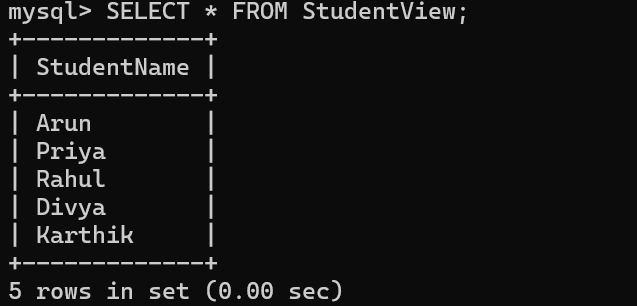 mysql> SELECT * FROM StudentView;
+-------------+
| StudentName |
+-------------+
| Arun        |
| Priya       |
| Rahul       |
| Divya       |
| Karthik     |
+-------------+
5 rows in set (0.00 sec)